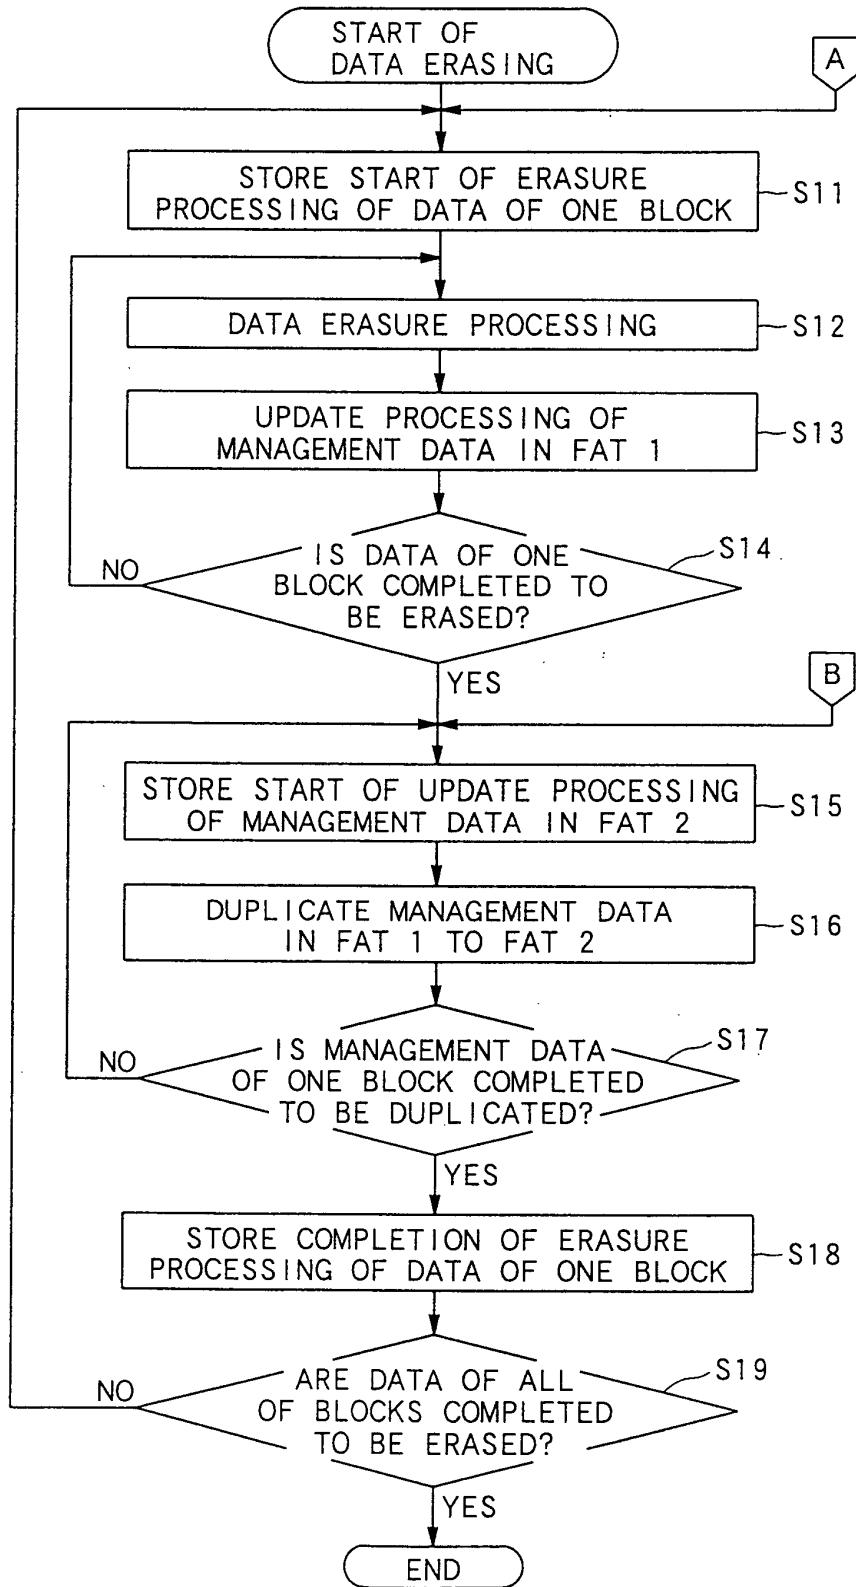 START OF
DATA ERASING
A
STORE START OF ERASURE
PROCESSING OF DATA OF ONE BLOCK
S11
DATA ERASURE PROCESSING
S12
UPDATE PROCESSING OF
MANAGEMENT DATA IN FAT 1
S13
IS DATA OF ONE
BLOCK COMPLETED TO
BE ERASED?
S14
NO
YES
B
STORE START OF UPDATE PROCESSING
OF MANAGEMENT DATA IN FAT 2
S15
DUPLICATE MANAGEMENT DATA
IN FAT 1 TO FAT 2
S16
IS MANAGEMENT DATA
OF ONE BLOCK COMPLETED
TO BE DUPLICATED?
S17
NO
YES
STORE COMPLETION OF ERASURE
PROCESSING OF DATA OF ONE BLOCK
S18
ARE DATA OF ALL
OF BLOCKS COMPLETED
TO BE ERASED?
S19
NO
YES
END